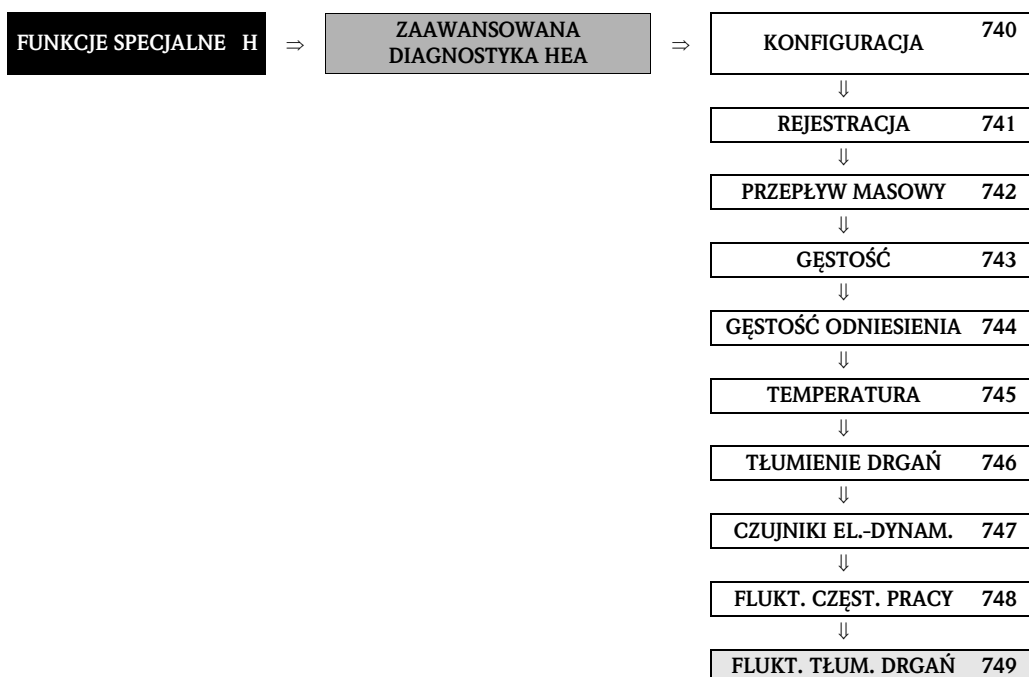 FUNKCJE SPECJALNE H ⇒ ZAAWANSOWANA DIAGNOSTYKA HEA ⇒ KONFIGURACJA 740
⇓
REJESTRACJA 741
⇓
PRZEPŁYW MASOWY 742
⇓
GĘSTOŚĆ 743
⇓
GĘSTOŚĆ ODNIESIENIA 744
⇓
TEMPERATURA 745
⇓
TŁUMIENIE DRGAŃ 746
⇓
CZUJNIKI EL.-DYNAM. 747
⇓
FLUKT. CZĘST. PRACY 748
⇓
FLUKT. TŁUM. DRGAŃ 749